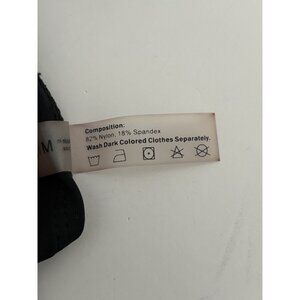 Composition:
82% Nylon, 18% Spandex
Wash Dark Colored Clothes Separately.
M